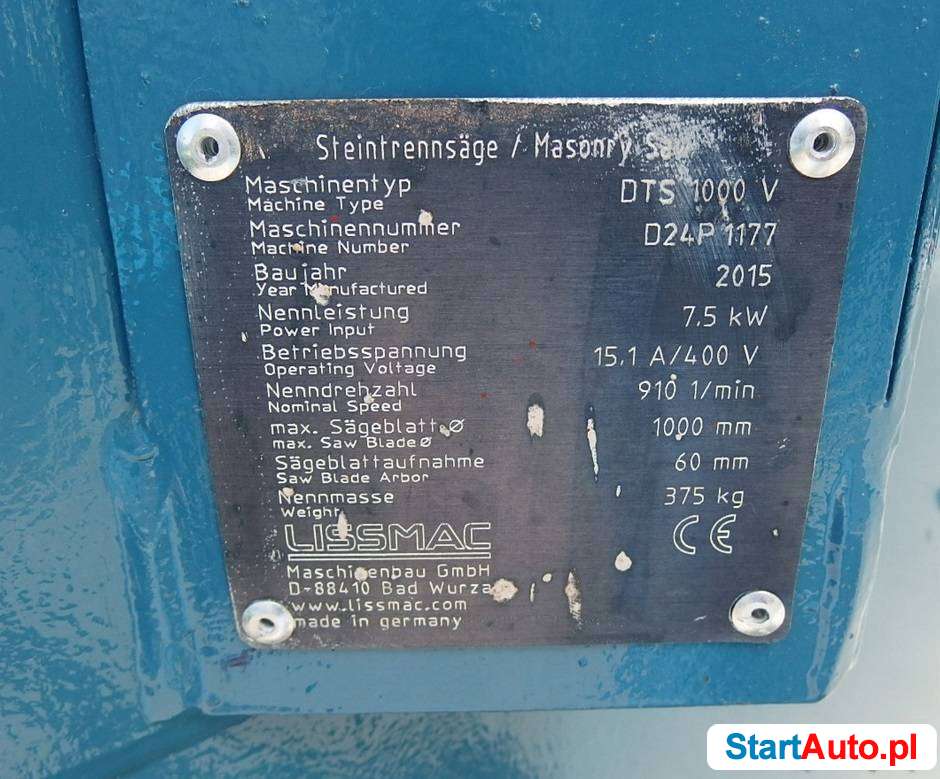 Steintrennsäge / Masonry
Maschinentyp
Machine Type
DTS 1000 V
Maschinennummer
Machine Number
D24P 1177
Baujahr
Year Manufactured
2015
Nennleistung
Power Input
7.5 kW
Betriebsspannung
Operating Voltage
15.1 A/400 V
Nenndrehzahl
Nominal Speed
910 1/min
max. Sägeblatt Ø
max. Saw Blade Ø
1000 mm
Sägeblattaufnahme
Saw Blade Arbor
60 mm
Nennmasse
Weight
375 kg
LISSMAC
CE
Maschinenbau GmbH
D-88410 Bad Wurza
www.lissmac.com
made in germany
StartAuto.pl